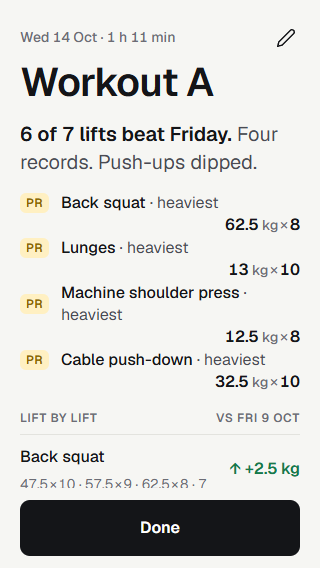 Wed 14 Oct · 1 h 11 min
Workout A
6 of 7 lifts beat Friday. Four
records. Push-ups dipped.
PR Back squat · heaviest
62.5 kg×8
PR Lunges · heaviest
13 kg×10
PR Machine shoulder press ·
heaviest
12.5 kg×8
PR Cable push-down · heaviest
32.5 kg×10
LIFT BY LIFT VS FRI 9 OCT
Back squat
↑ +2.5 kg
47.5×10 · 57.5×9 · 62.5×8 · 7
Done